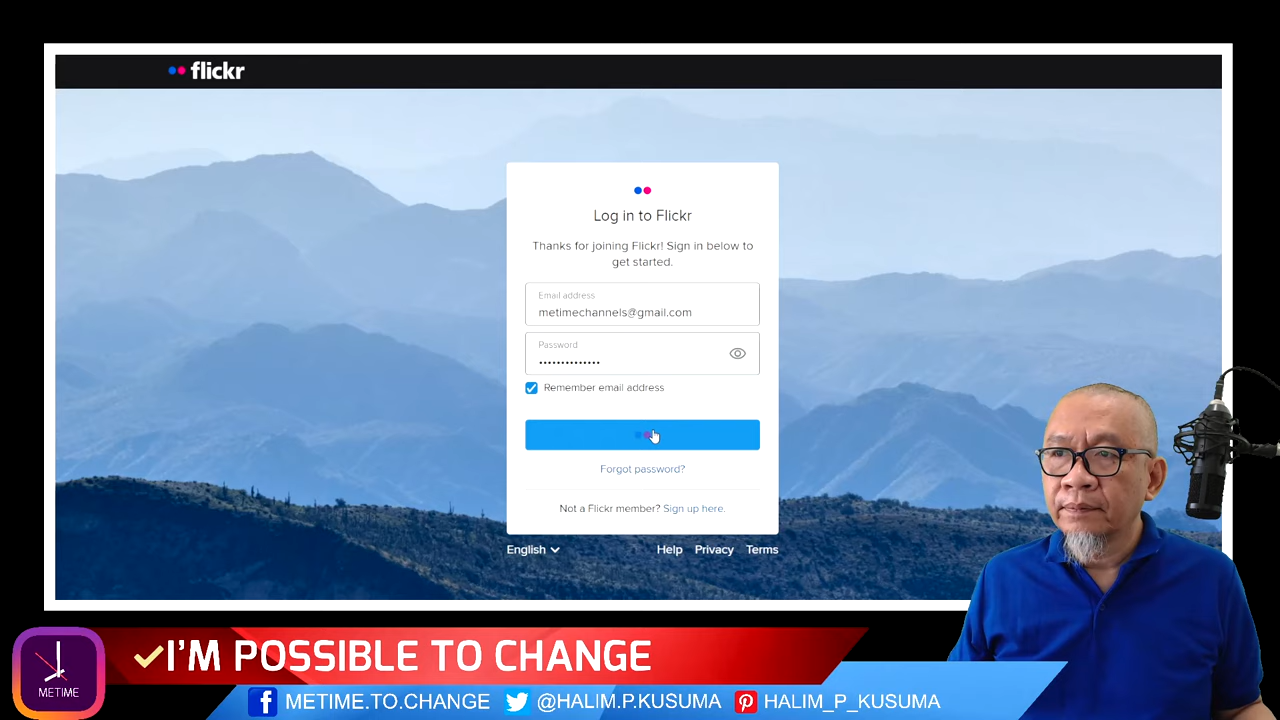 flickr
Log in to Flickr
Thanks for joining Flickr! Sign in below to
get started.
Email address
metimechannels@gmail.com
Password
••••••••••••••
Remember email address
Forgot password?
Not a Flickr member? Sign up here.
English
Help Privacy Terms
I'M POSSIBLE TO CHANGE
METIME
METIME.TO.CHANGE @HALIM.P.KUSUMA HALIM_P_KUSUMA